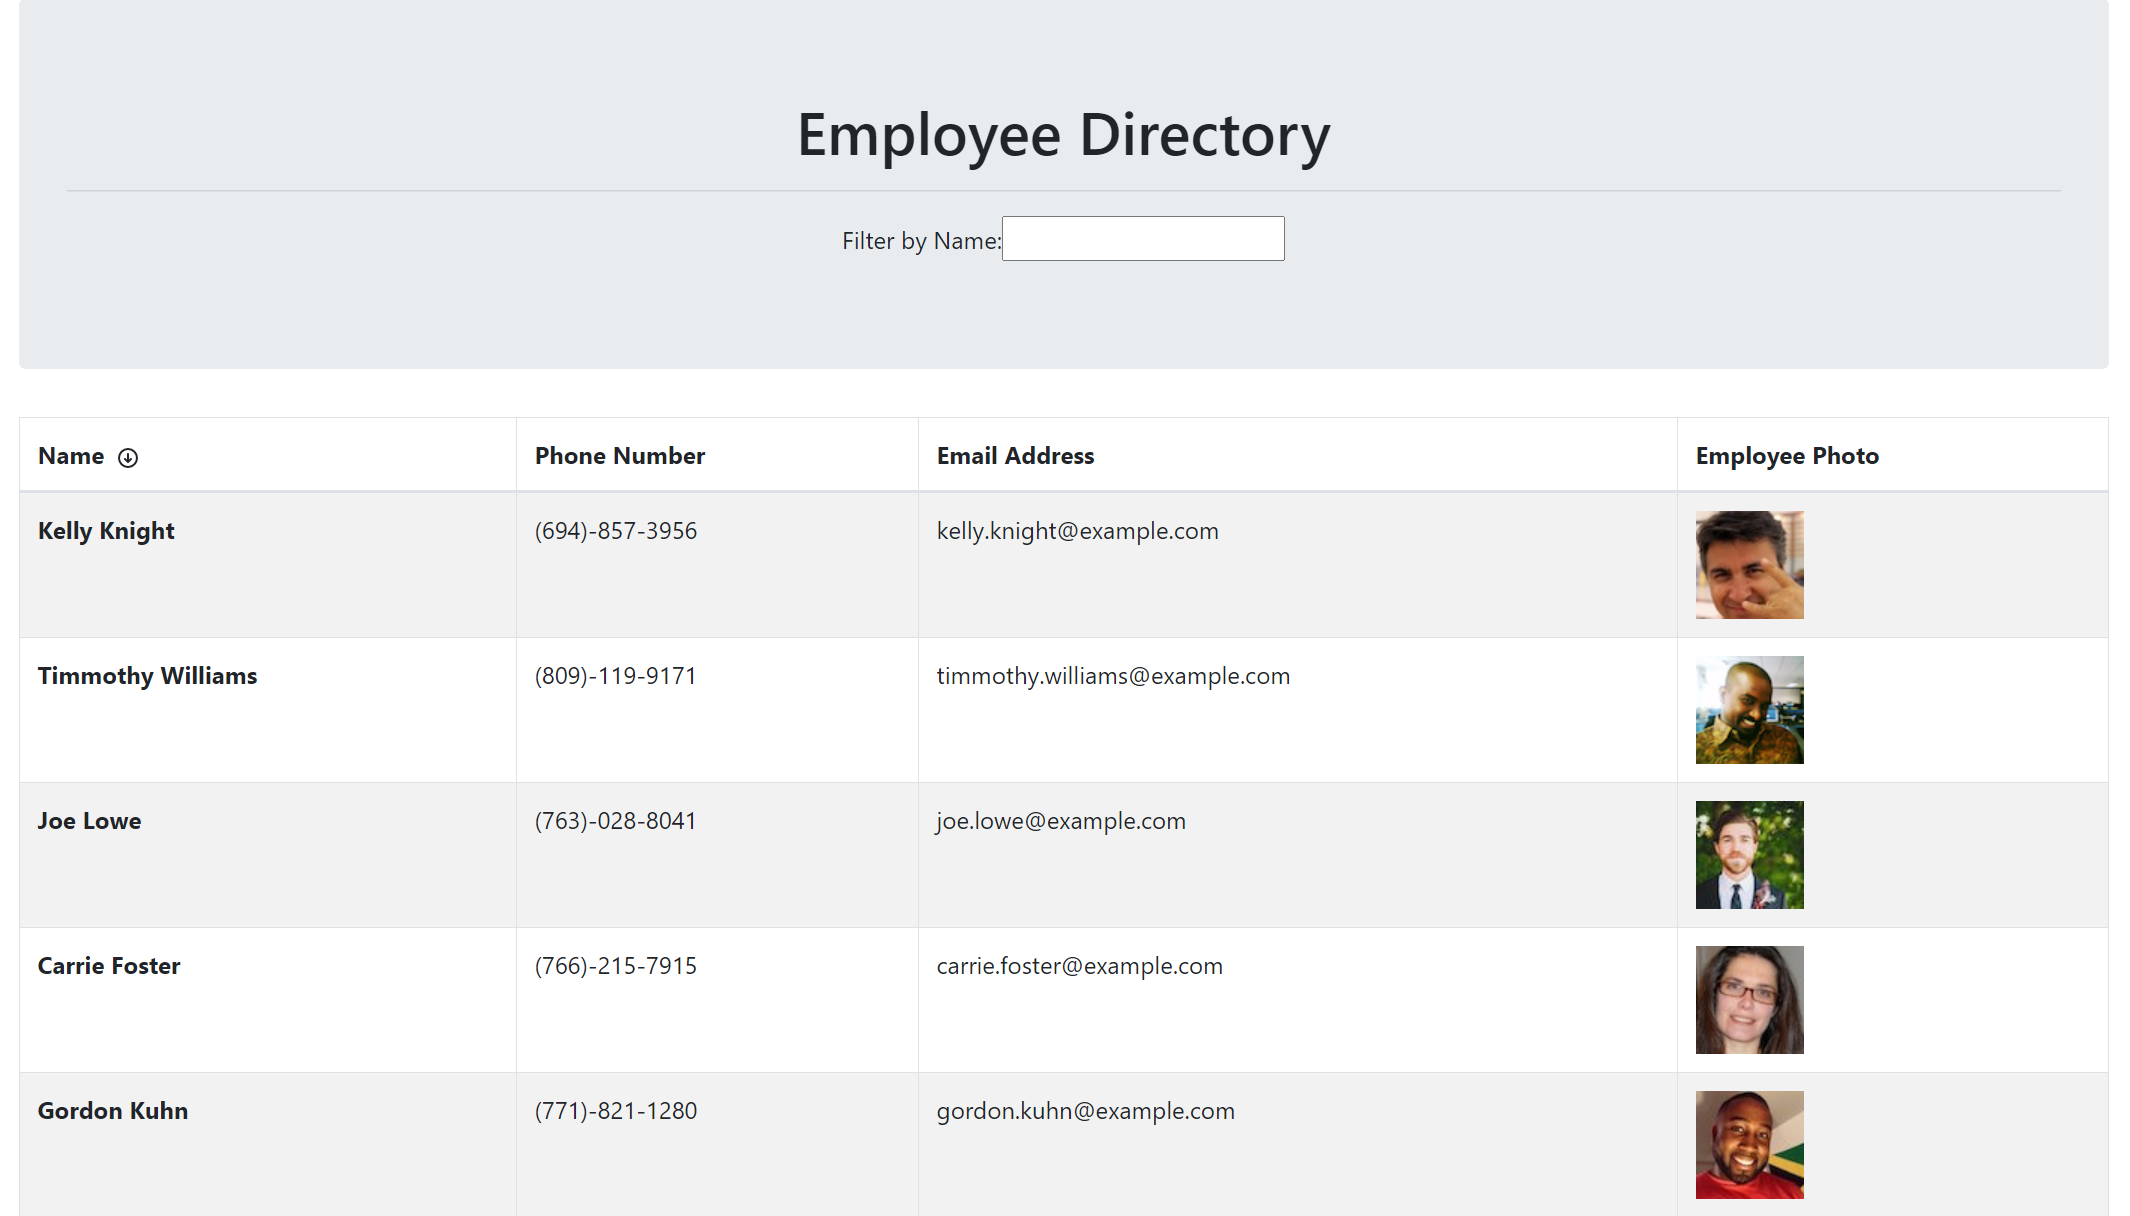 Employee Directory
Filter by Name:
Name Phone Number Email Address Employee Photo
Kelly Knight (694)-857-3956 kelly.knight@example.com
Timmothy Williams (809)-119-9171 timmothy.williams@example.com
Joe Lowe (763)-028-8041 joe.lowe@example.com
Carrie Foster (766)-215-7915 carrie.foster@example.com
Gordon Kuhn (771)-821-1280 gordon.kuhn@example.com